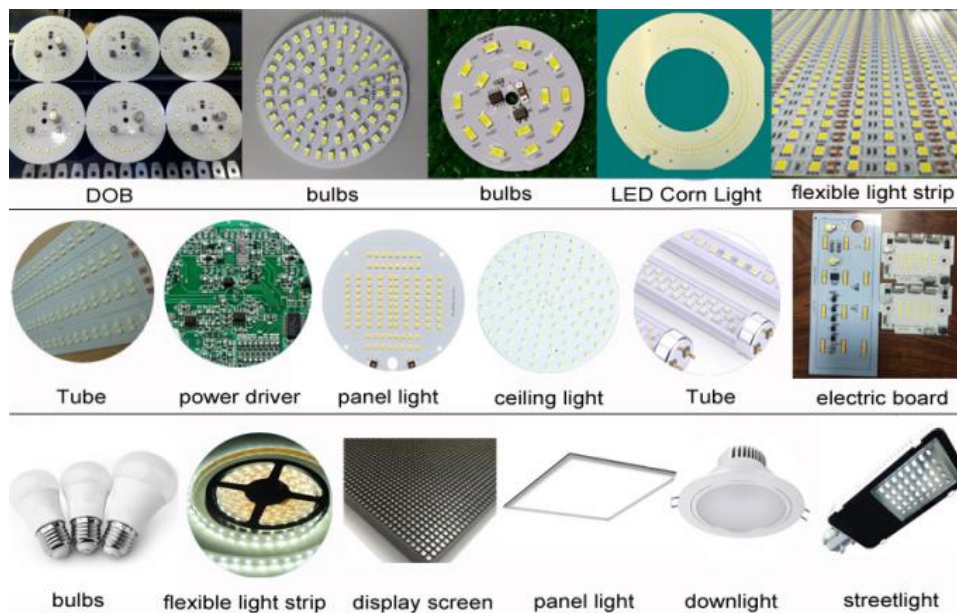 DOB
bulbs
bulbs
LED Corn Light
flexible light strip
Tube
power driver
panel light
ceiling light
Tube
electric board
bulbs
flexible light strip
display screen
panel light
downlight
streetlight